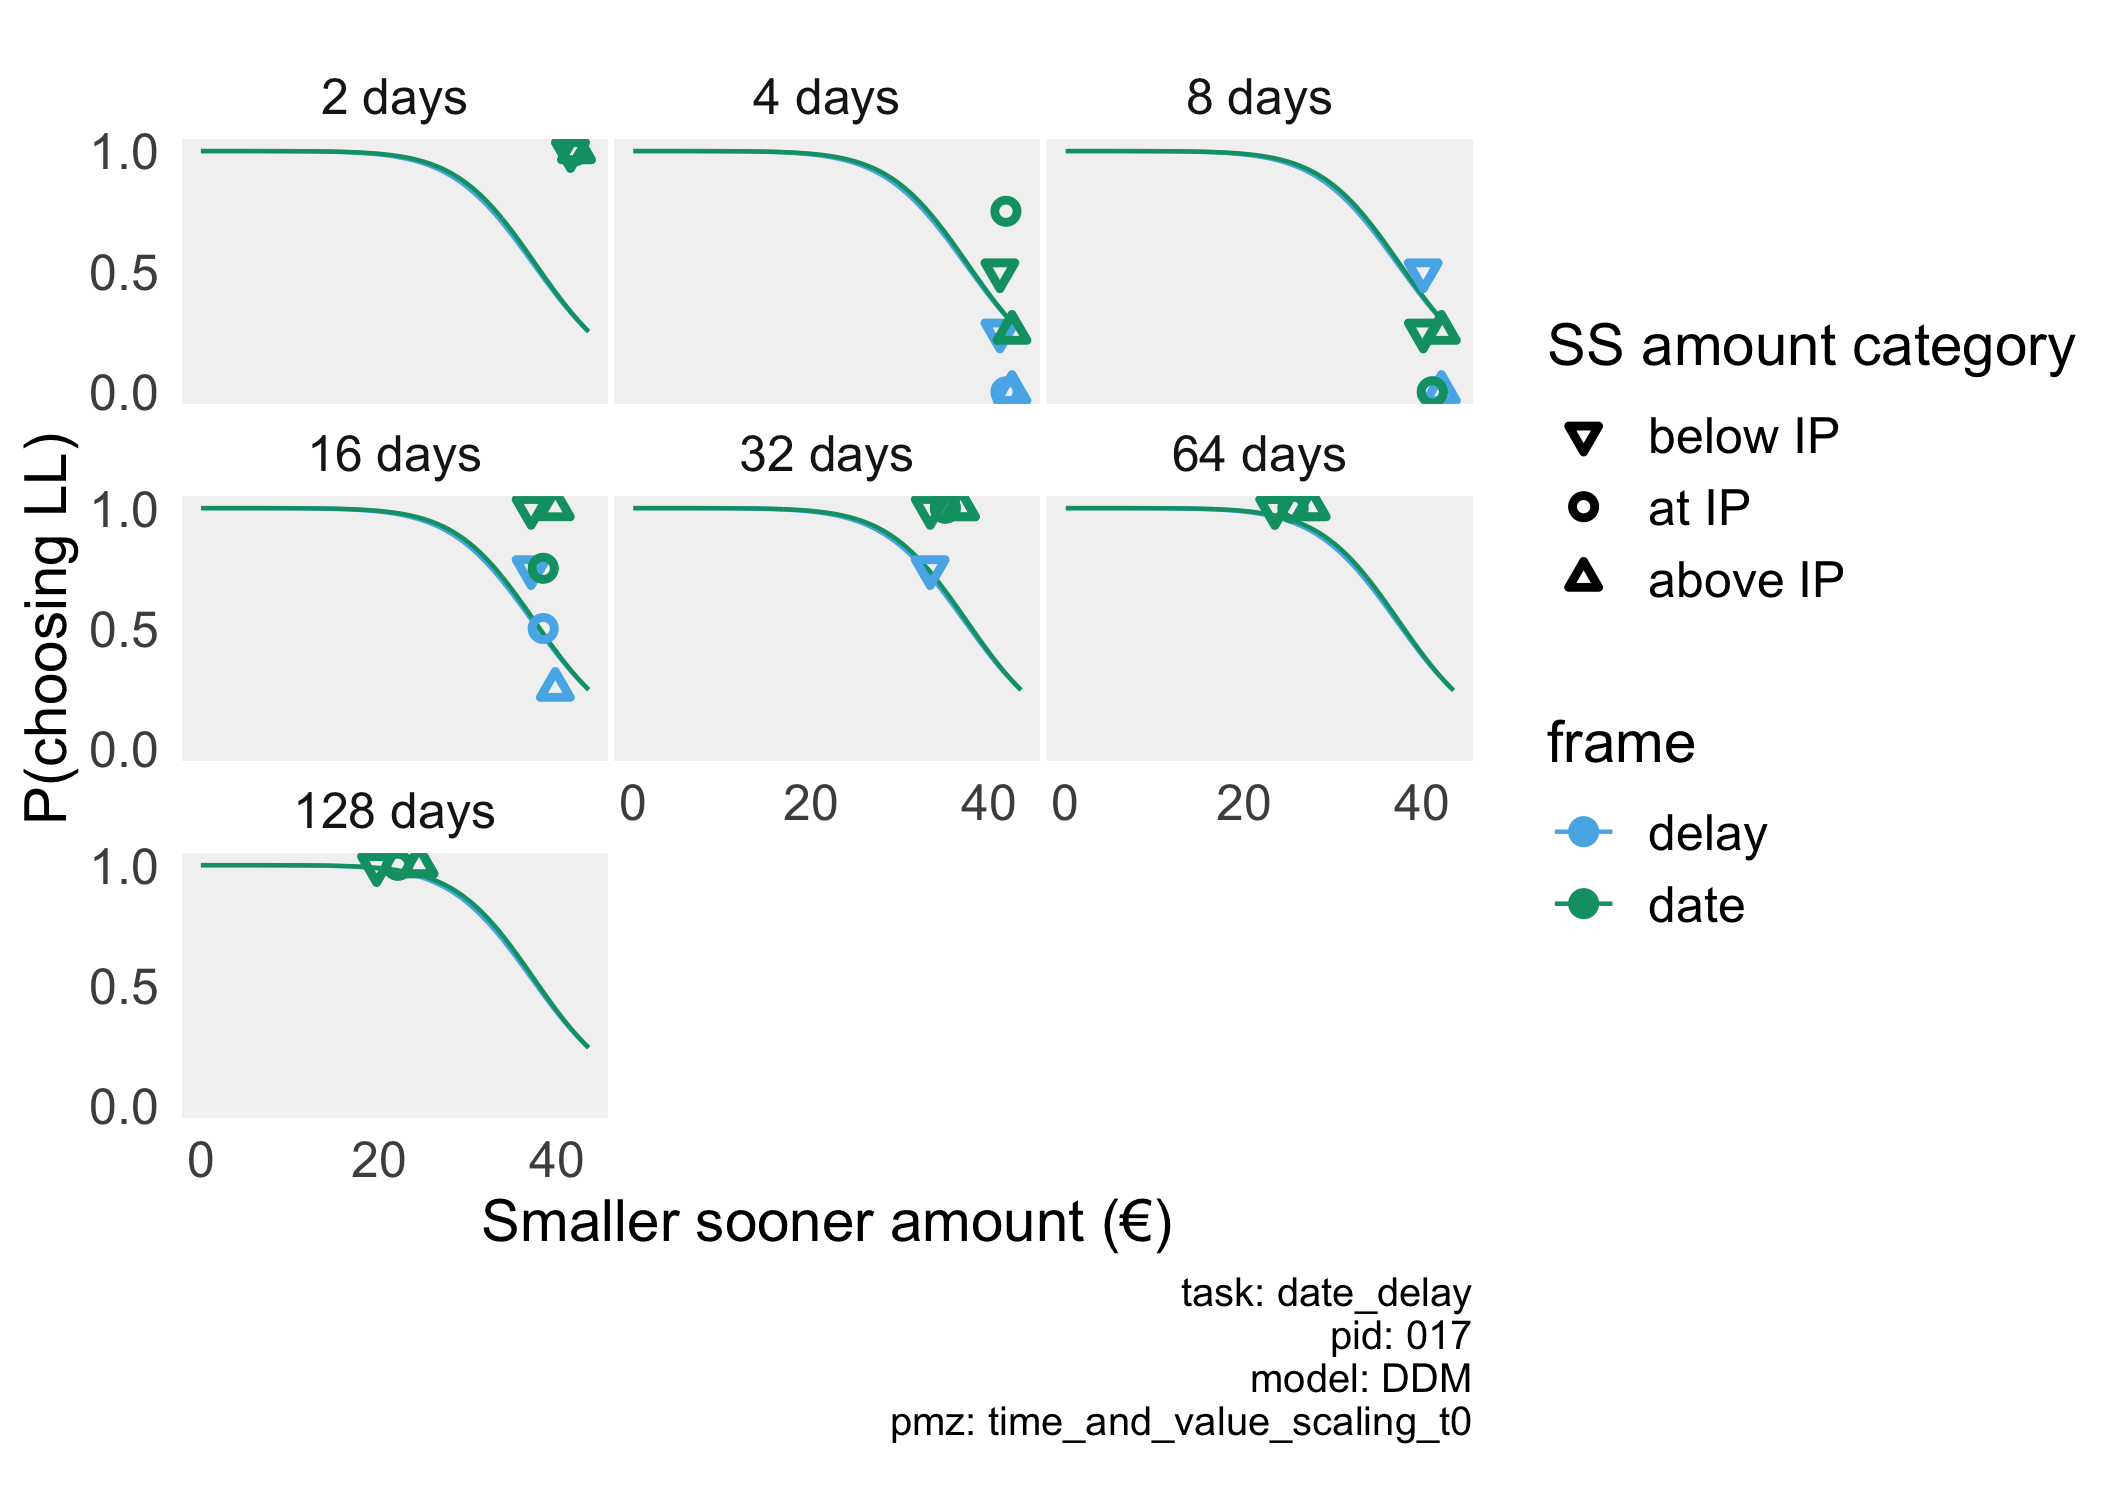 2 days
4 days
8 days
1.0
0.5
0.0
16 days
32 days
64 days
1.0
0.5
0.0
0
20
40
0
20
40
128 days
1.0
0.5
0.0
0
20
40
P(choosing LL)
Smaller sooner amount (€)
SS amount category
below IP
at IP
above IP
frame
delay
date
task: date_delay
pid: 017
model: DDM
pmz: time_and_value_scaling_t0